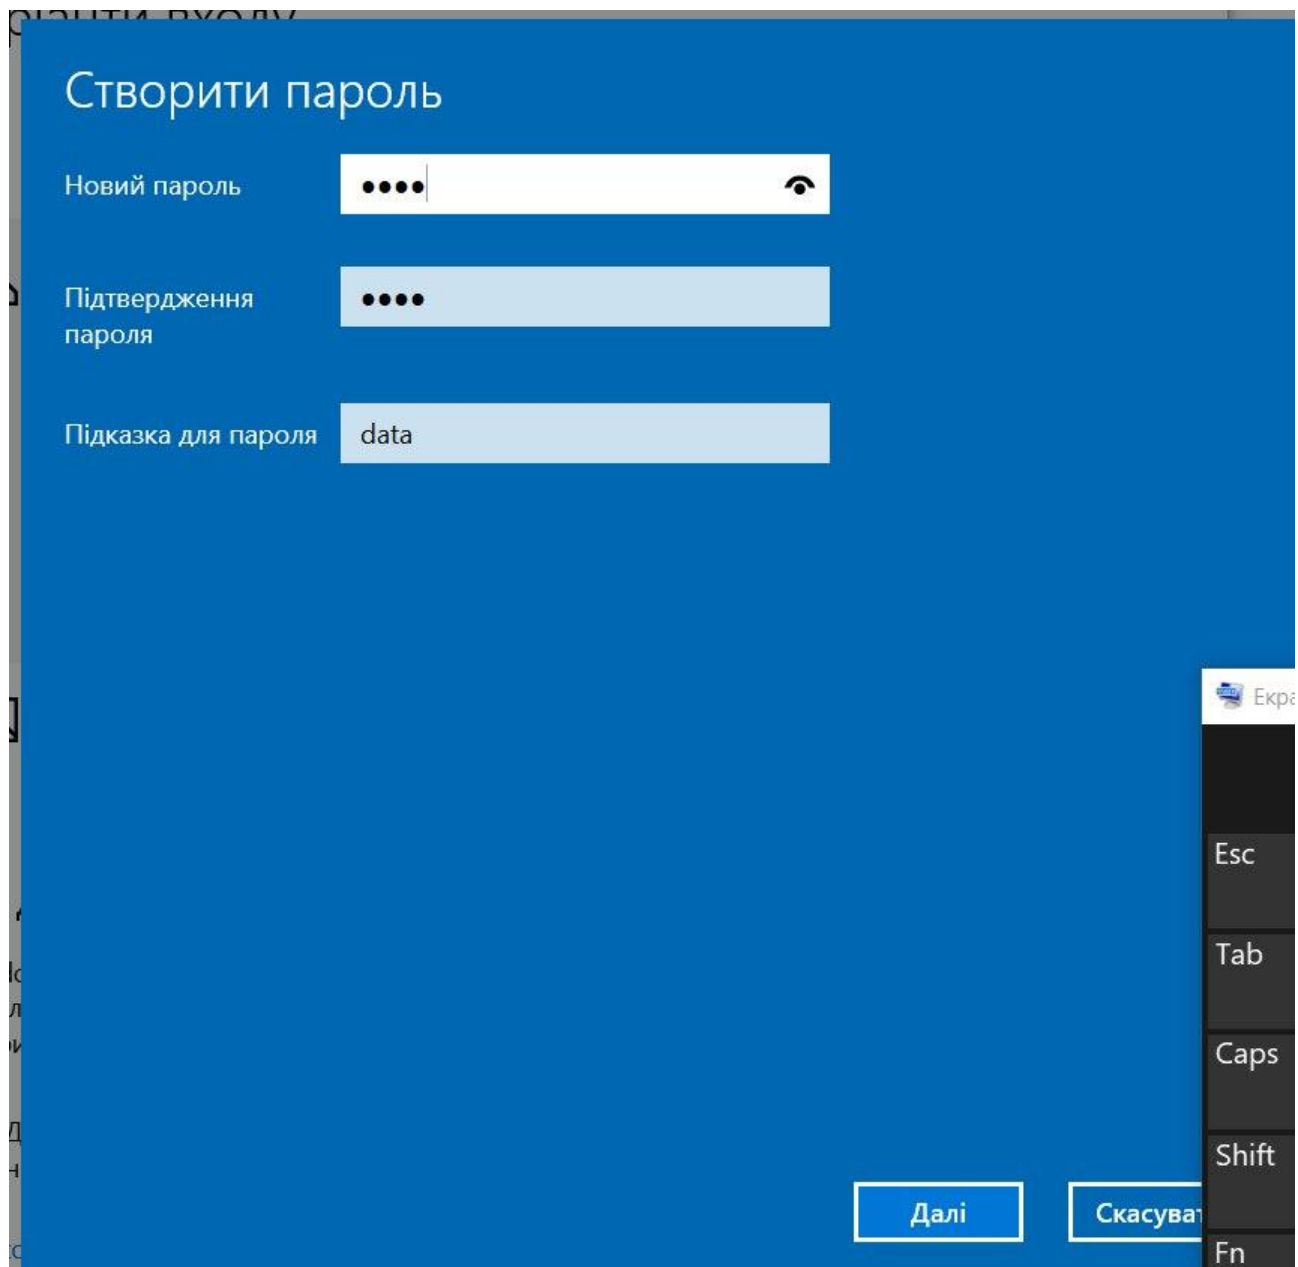 Створити пароль
Новий пароль
••••
Підтвердження
пароля
••••
Підказка для пароля
data
Esc
Tab
Caps
Shift
Далі
Fn